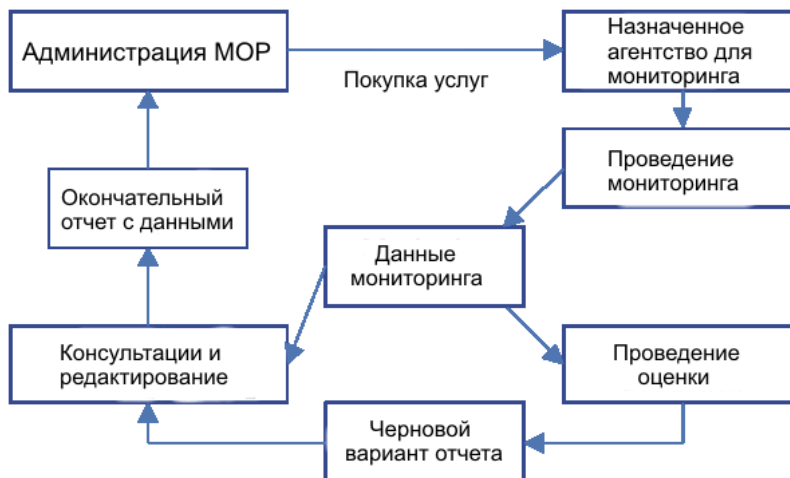 Администрация МОР
Покупка услуг
Назначенное
агентство для
мониторинга
Проведение
мониторинга
Окончательный
отчет с данными
Данные
мониторинга
Консультации и
редактирование
Проведение
оценки
Черновой
вариант отчета